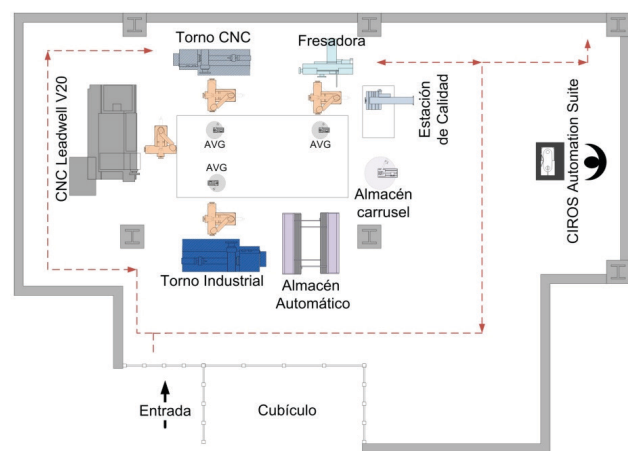 Torno CNC
Fresadora
CNC Leadwell V20
AVG
AVG
AVG
Estación
de Calidad
CIROS Automation Suite
Almacén
carrusel
Torno Industrial
Almacén
Automático
Entrada
Cubículo